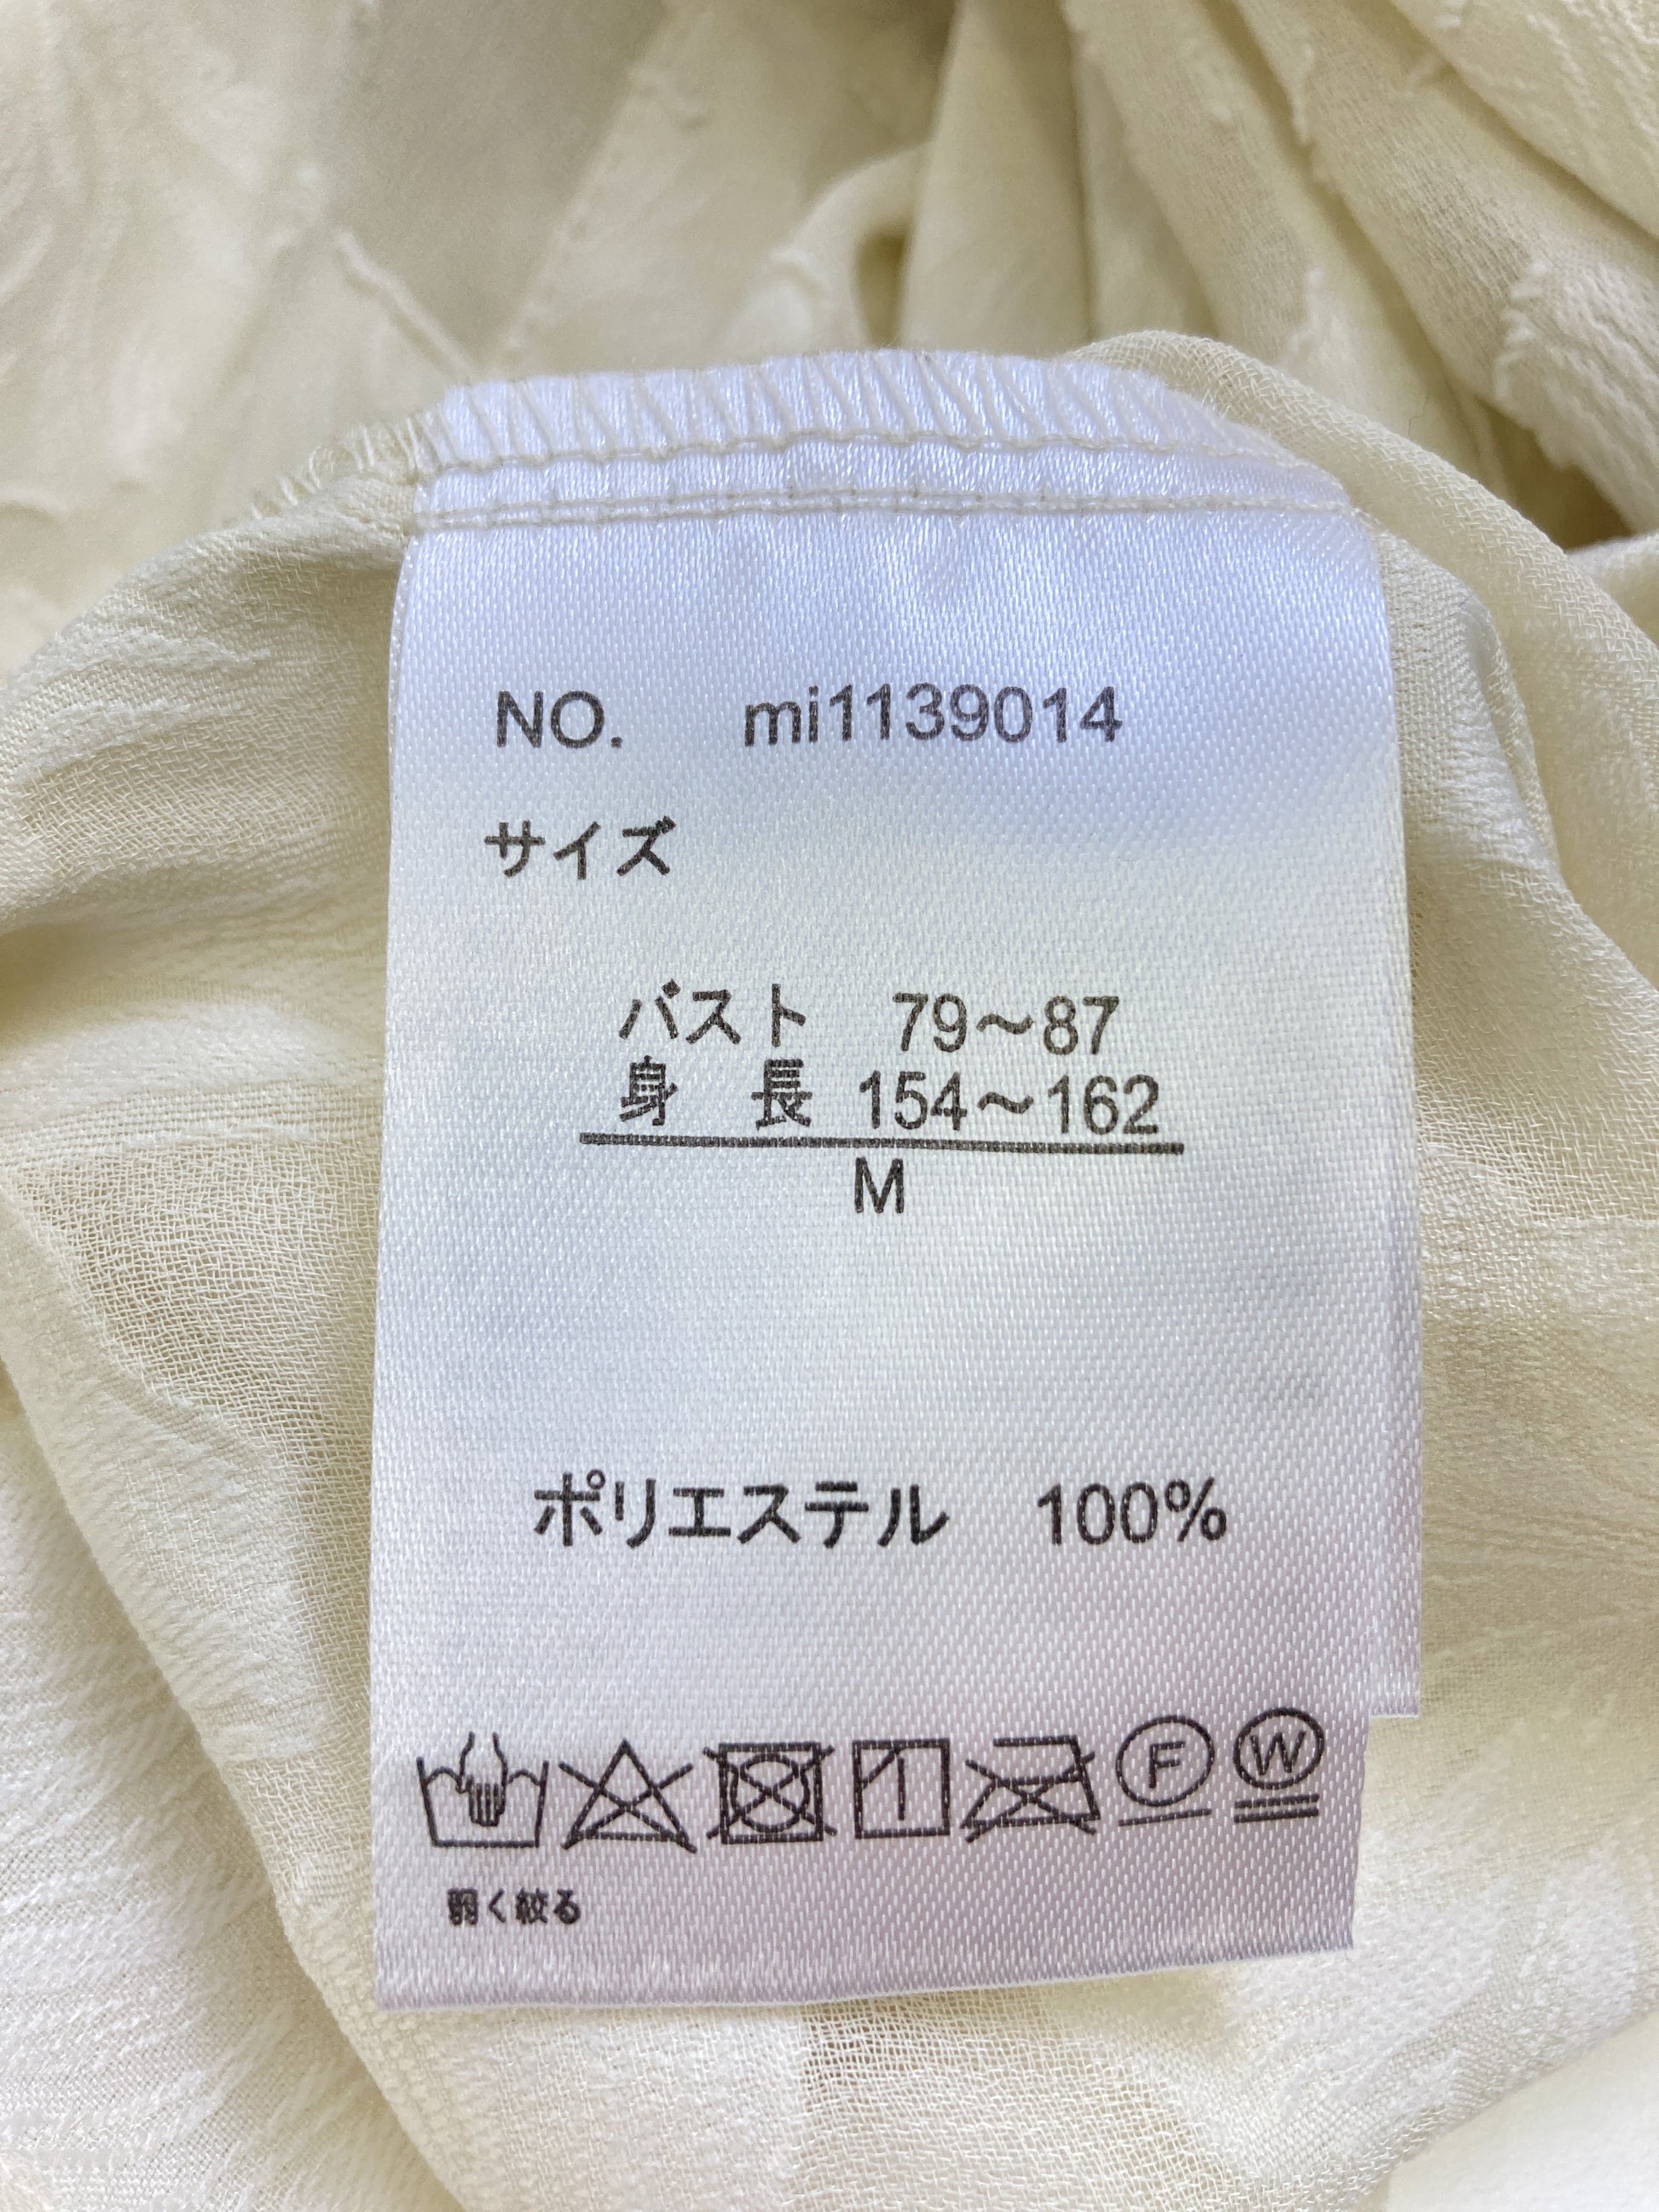 NO. mi1139014
サイズ
バスト 79～87
身 長 154～162
M
ポリエステル 100%
F W
弱く絞る